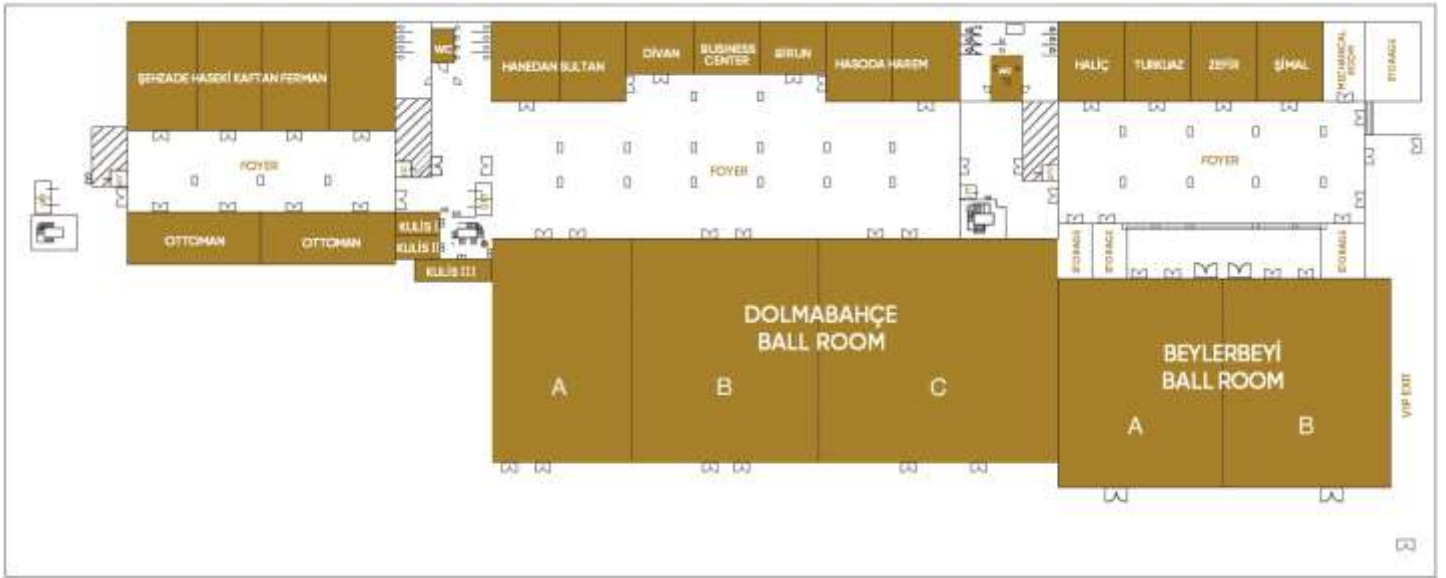 ŞEHZADE HASEKİ KAFTAN FERMAN
WC
HANEDAN SULTAN
DİVAN
BUSINESS
CENTER
BİRUN
HASODA HAREM
WC
HALİÇ
TURKUAZ
ZEFİR
ŞİMAL
MECHANICAL
ROOM
STORAGE
FOYER
FOYER
FOYER
OTTOMAN
OTTOMAN
KULİS I
KULİS II
KULİS III
STORAGE
STORAGE
STORAGE
DOLMABAHÇE
BALL ROOM
A
B
C
BEYLERBEYİ
BALL ROOM
A
B
VIP EXIT